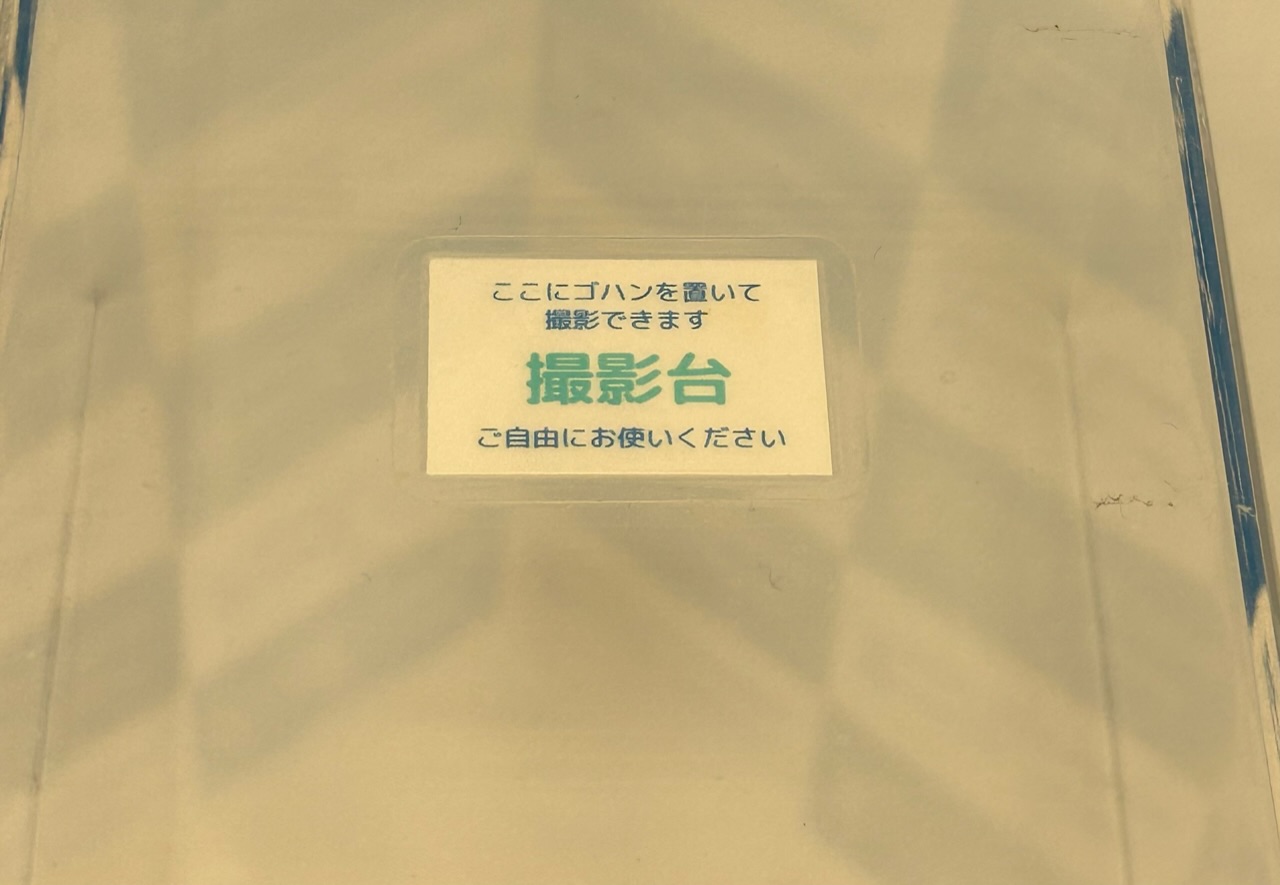 ここにゴハンを置いて
撮影できます
撮影台
ご自由にお使いください